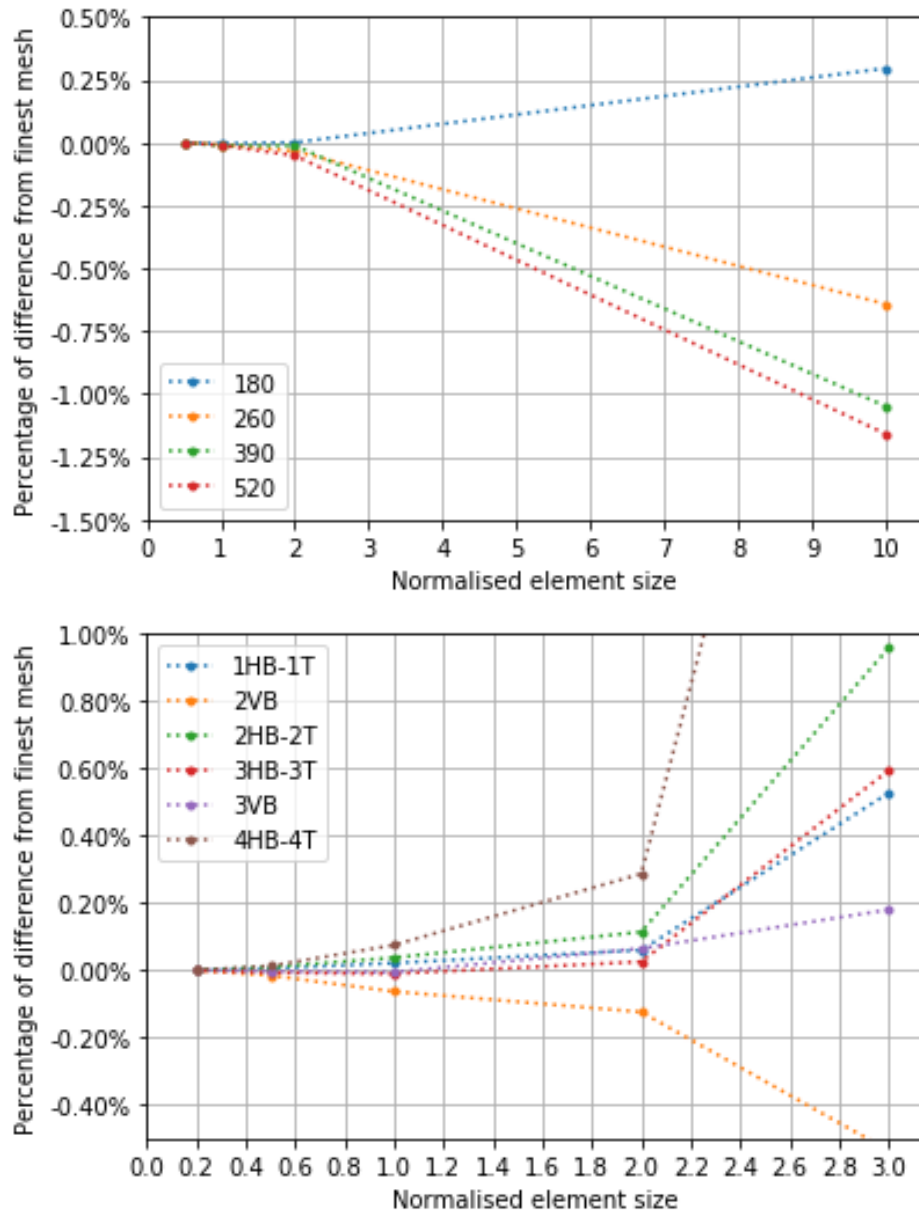 0.50%
0.25%
0.00%
-0.25%
-0.50%
-0.75%
-1.00%
-1.25%
-1.50%
Percentage of difference from finest mesh
180
260
390
520
0 1 2 3 4 5 6 7 8 9 10
Normalised element size
1.00%
0.80%
0.60%
0.40%
0.20%
0.00%
-0.20%
-0.40%
Percentage of difference from finest mesh
1HB-1T
2VB
2HB-2T
3HB-3T
3VB
4HB-4T
0.0 0.2 0.4 0.6 0.8 1.0 1.2 1.4 1.6 1.8 2.0 2.2 2.4 2.6 2.8 3.0
Normalised element size